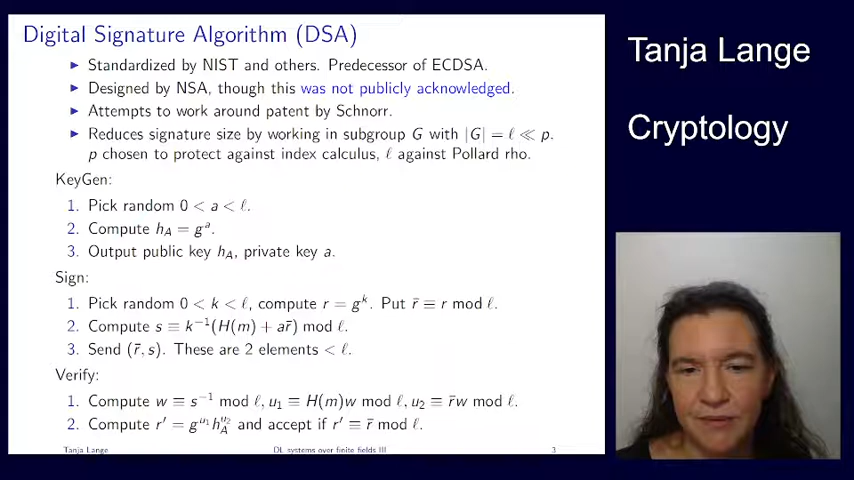 Digital Signature Algorithm (DSA)
▶ Standardized by NIST and others. Predecessor of ECDSA.
▶ Designed by NSA, though this was not publicly acknowledged.
▶ Attempts to work around patent by Schnorr.
▶ Reduces signature size by working in subgroup G with |G| = ℓ ≪ p.
p chosen to protect against index calculus, ℓ against Pollard rho.
KeyGen:
1. Pick random 0 < a < ℓ.
2. Compute h_A = g^a.
3. Output public key h_A, private key a.
Sign:
1. Pick random 0 < k < ℓ, compute r = g^k. Put r̄ ≡ r mod ℓ.
2. Compute s ≡ k^{−1}(H(m) + ar̄) mod ℓ.
3. Send (r̄, s). These are 2 elements < ℓ.
Verify:
1. Compute w ≡ s^{−1} mod ℓ, u_1 ≡ H(m)w mod ℓ, u_2 ≡ r̄w mod ℓ.
2. Compute r′ = g^{u_1}h_A^{u_2} and accept if r′ ≡ r̄ mod ℓ.
Tanja Lange DL systems over finite fields III 3
Tanja Lange
Cryptology